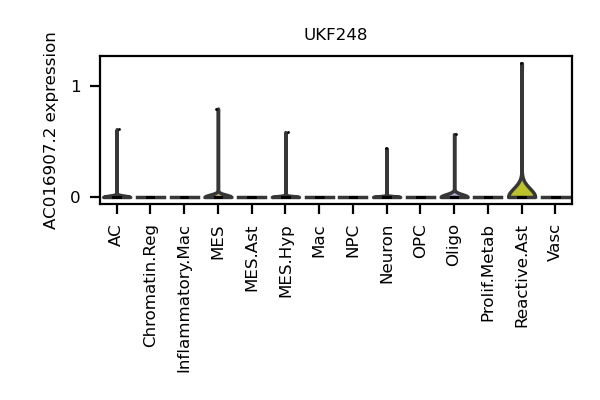 UKF248
AC016907.2 expression
1
0
AC
Chromatin.Reg
Inflammatory.Mac
MES
MES.Ast
MES.Hyp
Mac
NPC
Neuron
OPC
Oligo
Prolif.Metab
Reactive.Ast
Vasc